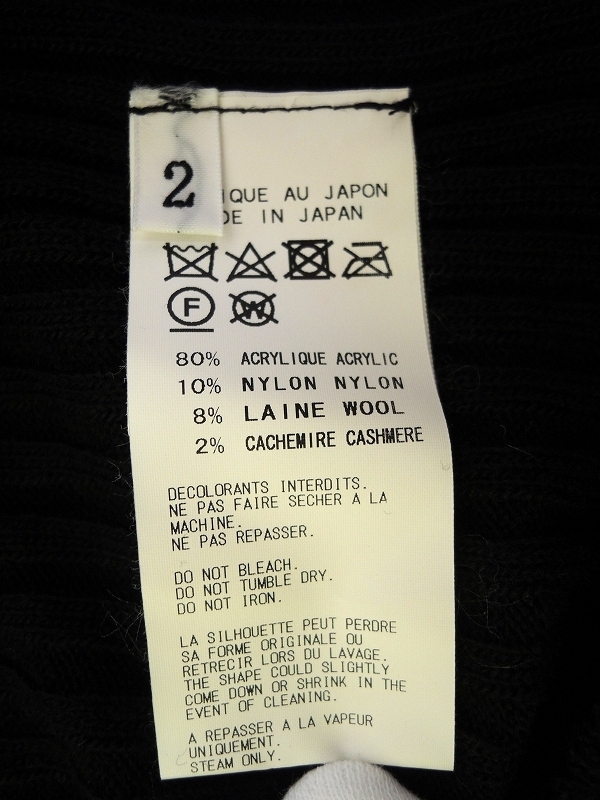 2
IQUE AU JAPON
DE IN JAPAN
F
W
80% ACRYLIQUE ACRYLIC
10% NYLON NYLON
8% LAINE WOOL
2% CACHEMIRE CASHMERE
DECOLORANTS INTERDITS.
NE PAS FAIRE SECHER A LA
MACHINE.
NE PAS REPASSER.
DO NOT BLEACH.
DO NOT TUMBLE DRY.
DO NOT IRON.
LA SILHOUETTE PEUT PERDRE
SA FORME ORIGINALE OU
RETRECIR LORS DU LAVAGE.
THE SHAPE COULD SLIGHTLY
COME DOWN OR SHRINK IN THE
EVENT OF CLEANING.
A REPASSER A LA VAPEUR
UNIQUEMENT.
STEAM ONLY.